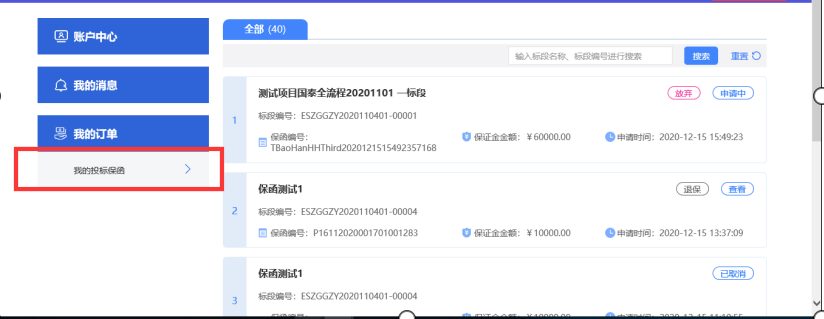 账户中心
我的消息
我的订单
我的投标保函
全部 (40)
输入标段名称、标段编号进行搜索
搜索
重置
1
测试项目国泰全流程20201101 一标段
放弃
申请中
标段编号：ESZGGZY2020110401-00001
保函编号：
TBaoHanHHThird2020121515492357168
保证金金额：￥60000.00
申请时间：2020-12-15 15:49:23
2
保函测试1
退保
查看
标段编号：ESZGGZY2020110401-00004
保函编号：P16112020001701001283
保证金金额：￥10000.00
申请时间：2020-12-15 13:37:09
3
保函测试1
已取消
标段编号：ESZGGZY2020110401-00004